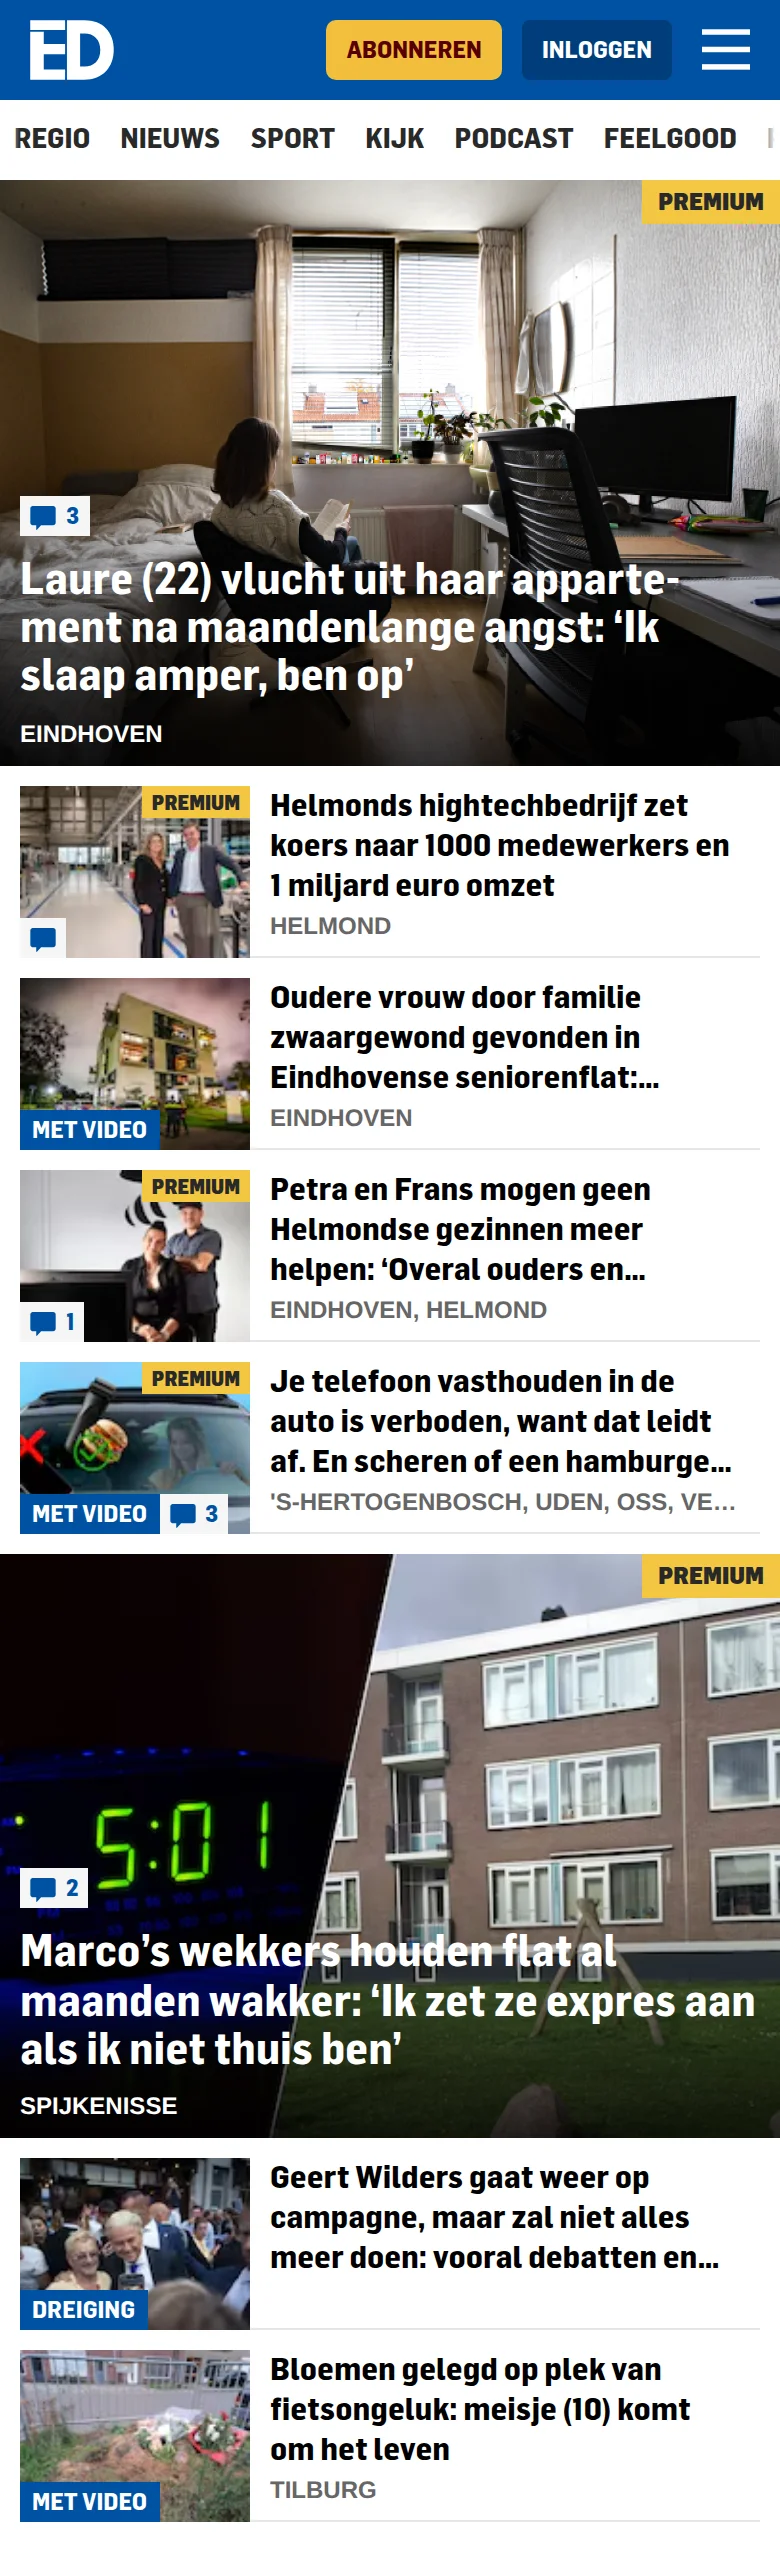 ED
ABONNEREN
INLOGGEN
REGIO NIEUWS SPORT KIJK PODCAST FEELGOOD
PREMIUM
3
Laure (22) vlucht uit haar apparte-
ment na maandenlange angst: ‘Ik
slaap amper, ben op’
EINDHOVEN
PREMIUM
Helmonds hightechbedrijf zet
koers naar 1000 medewerkers en
1 miljard euro omzet
HELMOND
MET VIDEO
Oudere vrouw door familie
zwaargewond gevonden in
Eindhovense seniorenflat:...
EINDHOVEN
PREMIUM
1
Petra en Frans mogen geen
Helmondse gezinnen meer
helpen: ‘Overal ouders en...
EINDHOVEN, HELMOND
PREMIUM
MET VIDEO
3
Je telefoon vasthouden in de
auto is verboden, want dat leidt
af. En scheren of een hamburge...
'S-HERTOGENBOSCH, UDEN, OSS, VE...
PREMIUM
5:01
2
Marco’s wekkers houden flat al
maanden wakker: ‘Ik zet ze expres aan
als ik niet thuis ben’
SPIJKENISSE
DREIGING
Geert Wilders gaat weer op
campagne, maar zal niet alles
meer doen: vooral debatten en...
MET VIDEO
Bloemen gelegd op plek van
fietsongeluk: meisje (10) komt
om het leven
TILBURG